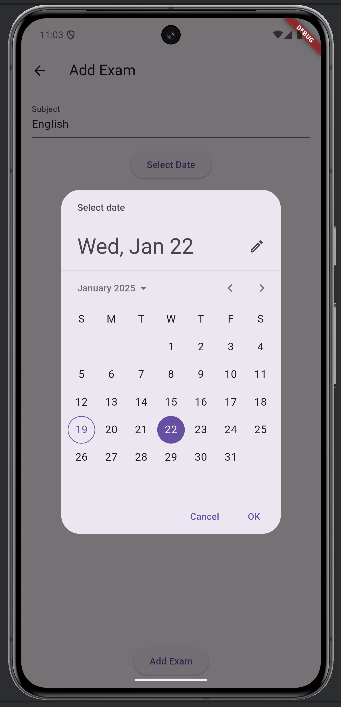 11:03
DEBUG
Add Exam
Subject
English
Select Date
Select date
Wed, Jan 22
January 2025
S M T W T F S
1 2 3 4
5 6 7 8 9 10 11
12 13 14 15 16 17 18
19 20 21 22 23 24 25
26 27 28 29 30 31
Cancel OK
Add Exam